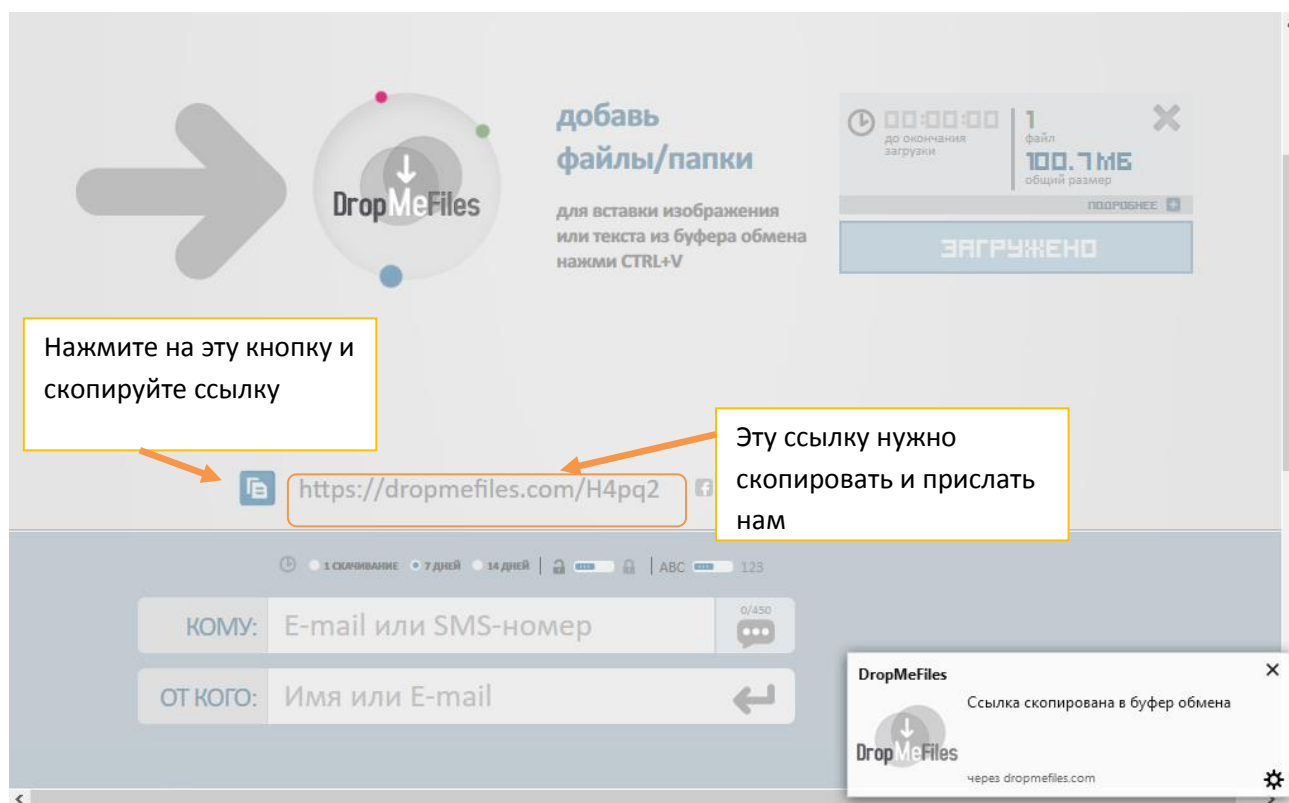 добавь
файлы/папки
DropMeFiles
для вставки изображения
или текста из буфера обмена
нажми CTRL+V
00:00:00
до окончания
загрузки
1
файл
100.7МБ
общий размер
ПОДРОБНЕЕ
ЗАГРУЖЕНО
Нажмите на эту кнопку и
скопируйте ссылку
Эту ссылку нужно
скопировать и прислать
нам
https://dropmefiles.com/H4pq2
1 СКАЧИВАНИЕ 7 ДНЕЙ 14 ДНЕЙ ABC 123
КОМУ: E-mail или SMS-номер 0/450
ОТ КОГО: Имя или E-mail
DropMeFiles
Ссылка скопирована в буфер обмена
DropMeFiles
через dropmefiles.com